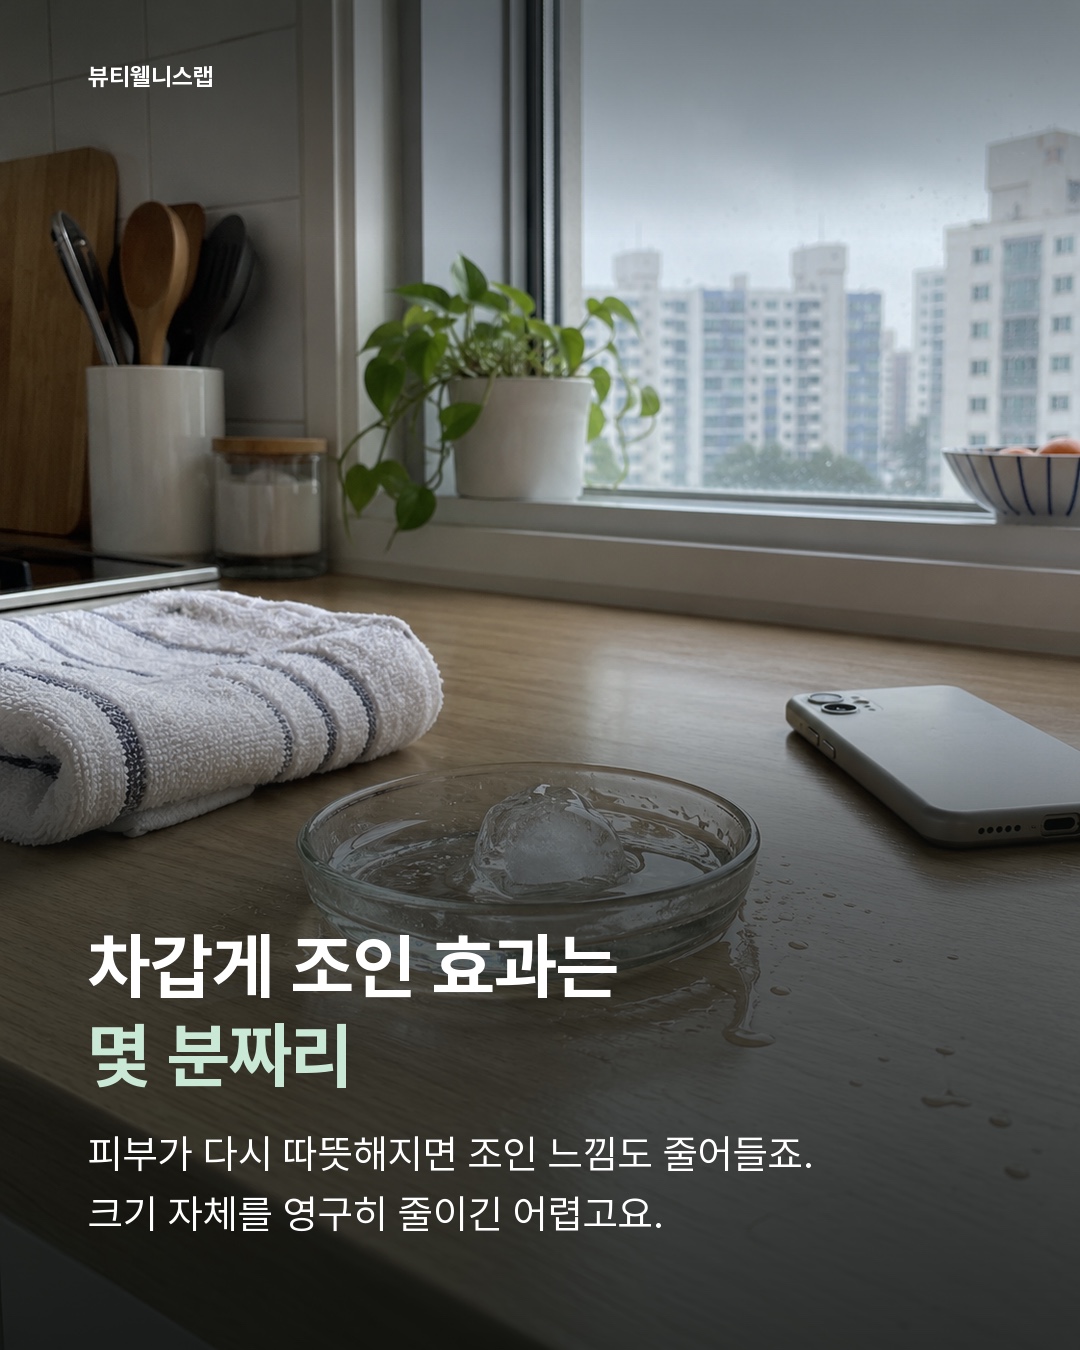 뷰티웰니스랩
차갑게 조인 효과는
몇 분짜리
피부가 다시 따뜻해지면 조인 느낌도 줄어들죠.
크기 자체를 영구히 줄이긴 어렵고요.